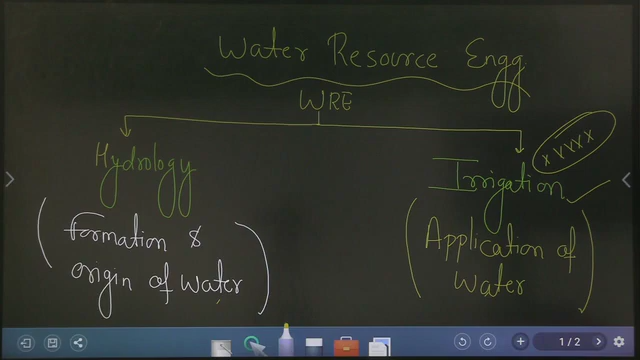 Water Resource Engg.
WRE
Hydrology
Irrigation
(Formation &
origin of water)
(Application of
Water)
x V V V x
1/2